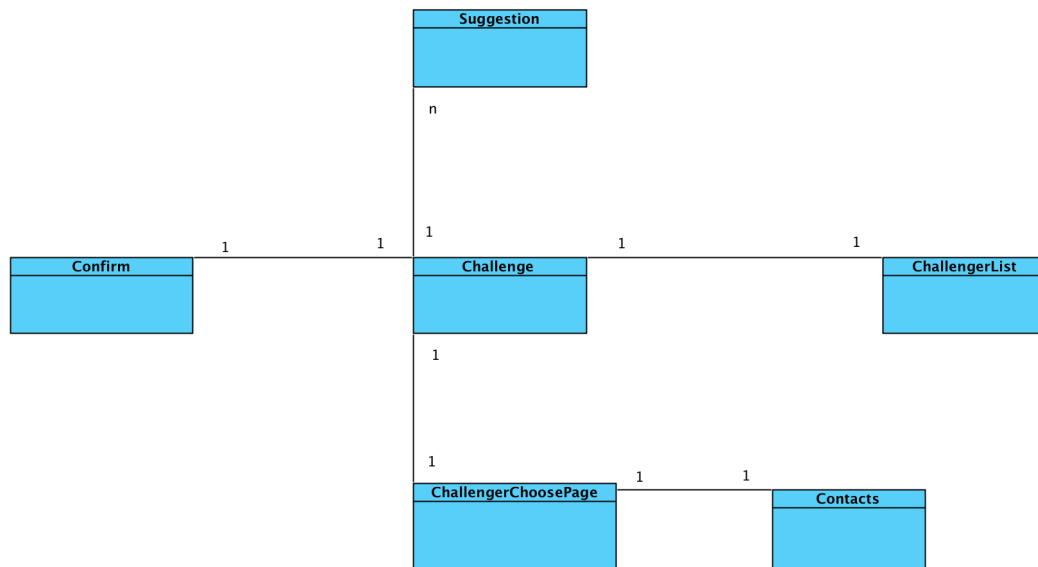 Suggestion
n
1
1 1 1 1
Confirm Challenge ChallengerList
1
1
1 1
ChallengerChoosePage Contacts